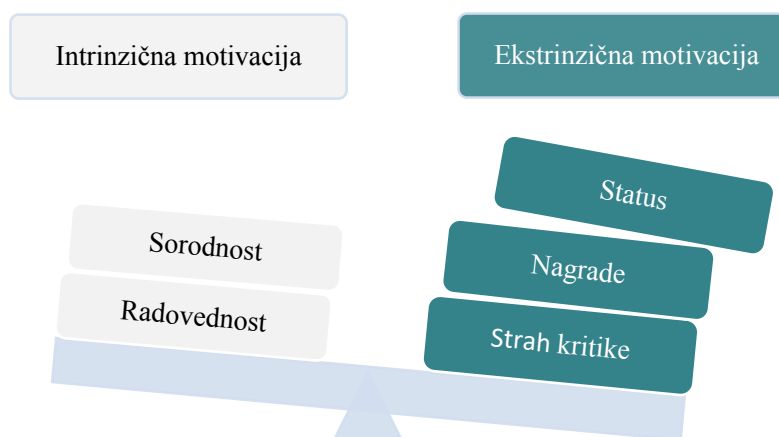 Intrinzična motivacija
Ekstrinzična motivacija
Sorodnost
Radovednost
Status
Nagrade
Strah kritike